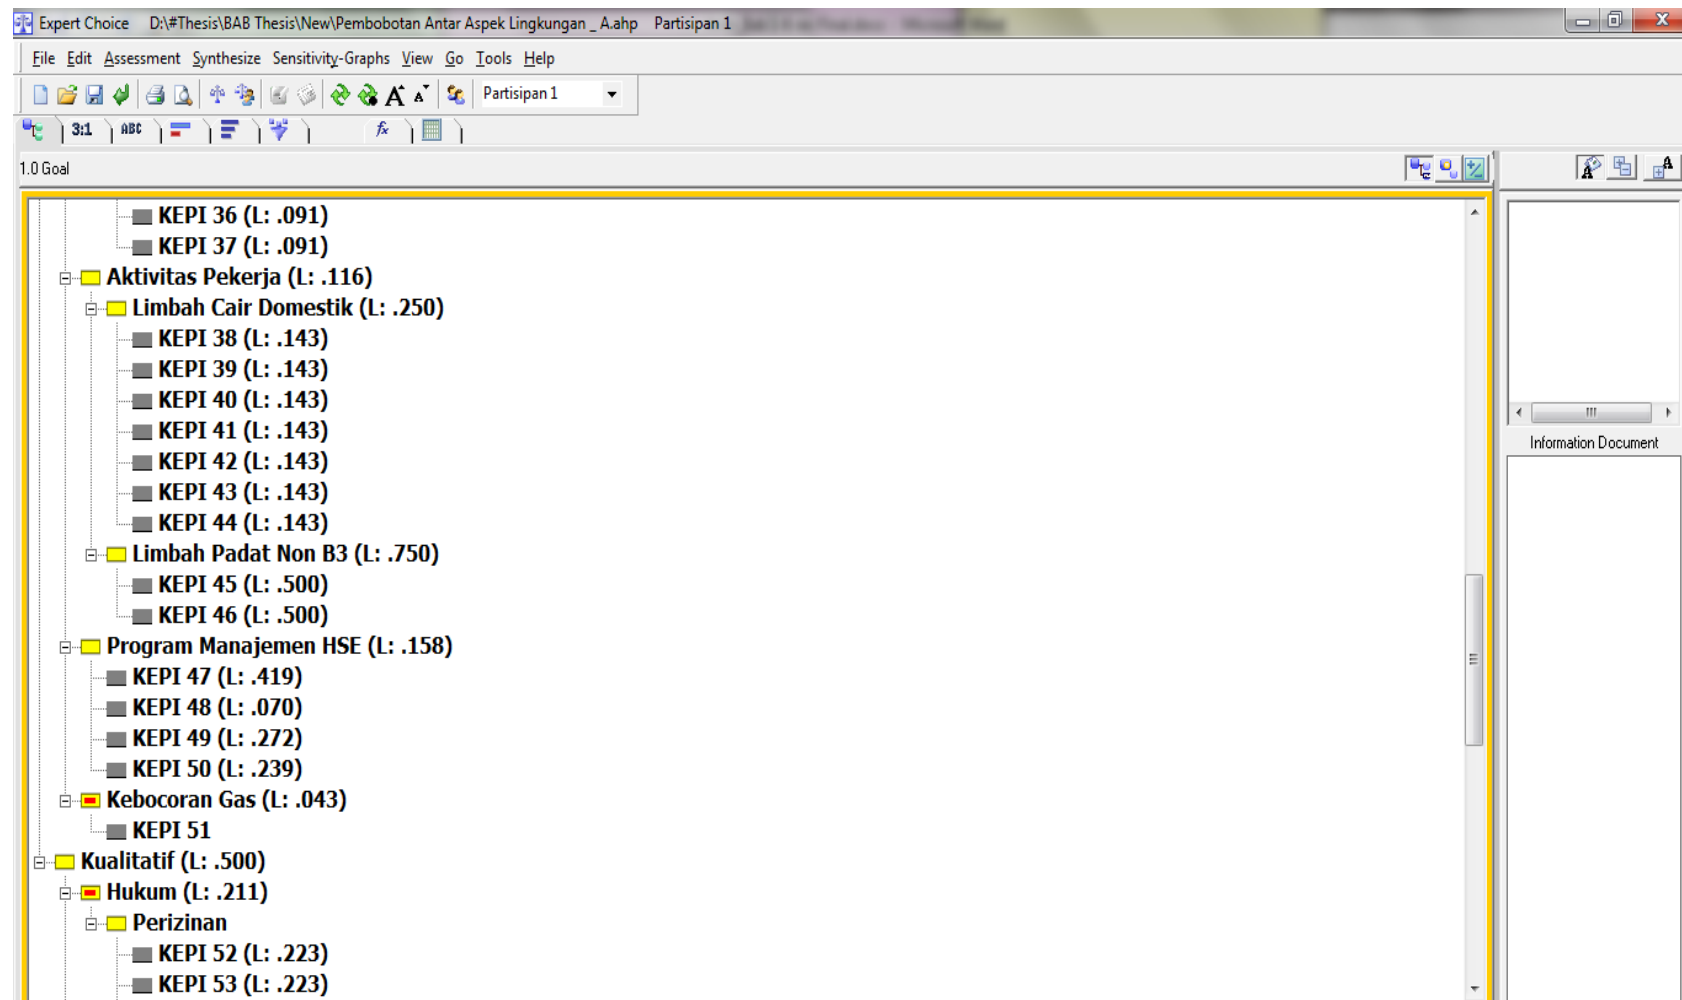 Expert Choice D:\#Thesis\BAB Thesis\New\Pembobotan Antar Aspek Lingkungan _ A.ahp Partisipan 1
File Edit Assessment Synthesize Sensitivity-Graphs View Go Tools Help
Partisipan 1
3:1 ABC fx
1.0 Goal
KEPI 36 (L: .091)
KEPI 37 (L: .091)
Aktivitas Pekerja (L: .116)
Limbah Cair Domestik (L: .250)
KEPI 38 (L: .143)
KEPI 39 (L: .143)
KEPI 40 (L: .143)
KEPI 41 (L: .143)
KEPI 42 (L: .143)
KEPI 43 (L: .143)
KEPI 44 (L: .143)
Limbah Padat Non B3 (L: .750)
KEPI 45 (L: .500)
KEPI 46 (L: .500)
Program Manajemen HSE (L: .158)
KEPI 47 (L: .419)
KEPI 48 (L: .070)
KEPI 49 (L: .272)
KEPI 50 (L: .239)
Kebocoran Gas (L: .043)
KEPI 51
Kualitatif (L: .500)
Hukum (L: .211)
Perizinan
KEPI 52 (L: .223)
KEPI 53 (L: .223)
Information Document